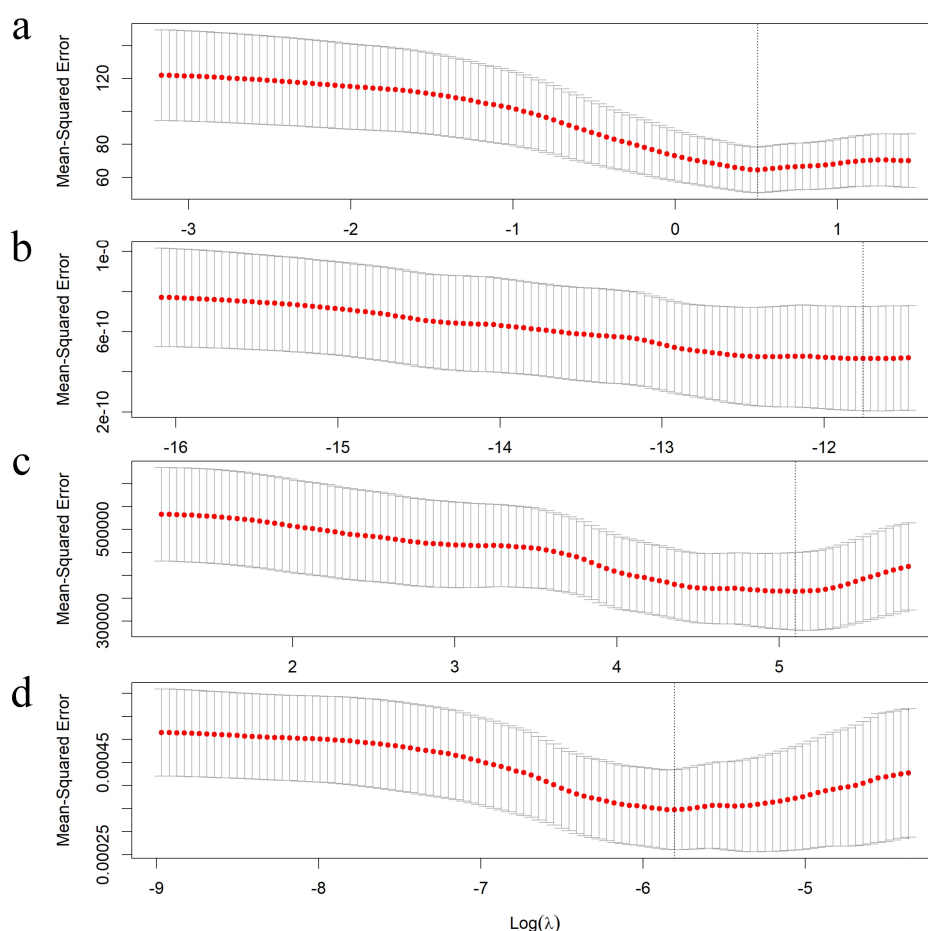 a
Mean-Squared Error
60 80 120
-3 -2 -1 0 1
b
Mean-Squared Error
2e-10 6e-10 1e-0
-16 -15 -14 -13 -12
c
Mean-Squared Error
300000 500000
2 3 4 5
d
Mean-Squared Error
0.00025 0.00045
-9 -8 -7 -6 -5
Log(λ)